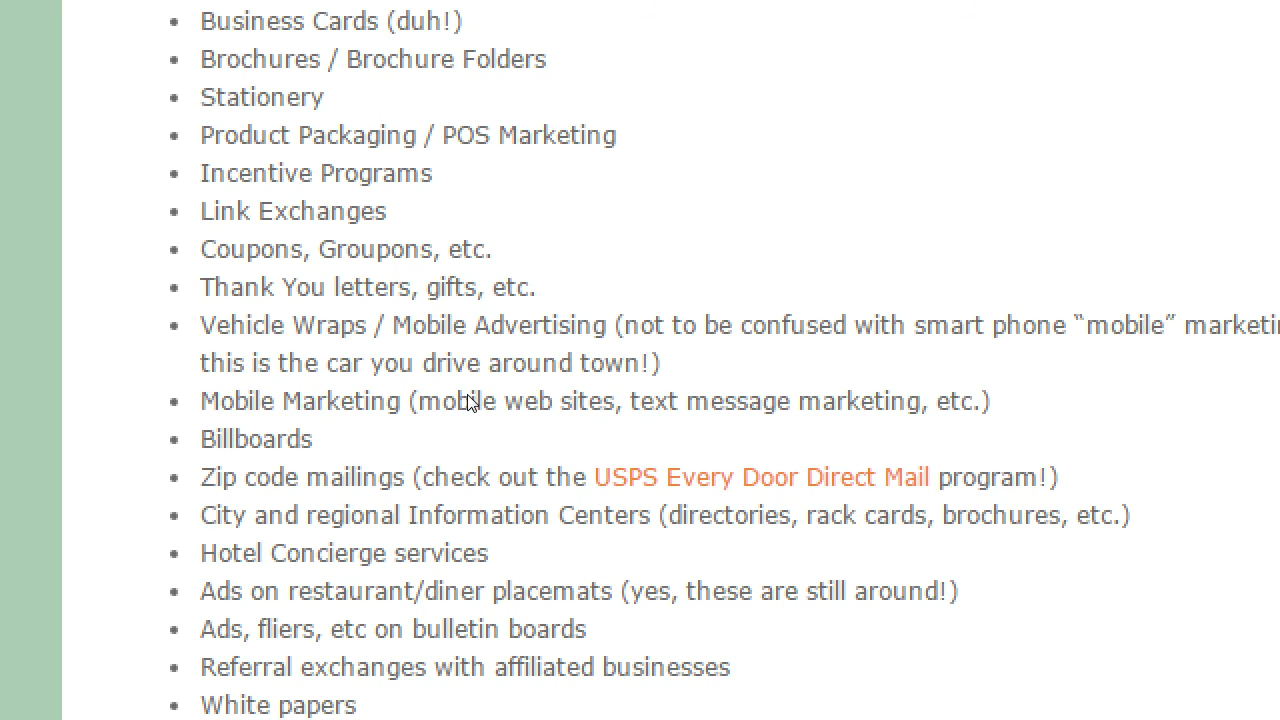 Business Cards (duh!)
Brochures / Brochure Folders
Stationery
Product Packaging / POS Marketing
Incentive Programs
Link Exchanges
Coupons, Groupons, etc.
Thank You letters, gifts, etc.
Vehicle Wraps / Mobile Advertising (not to be confused with smart phone “mobile”
this is the car you drive around town!)
Mobile Marketing (mobile web sites, text message marketing, etc.)
Billboards
Zip code mailings (check out the USPS Every Door Direct Mail program!)
City and regional Information Centers (directories, rack cards, brochures, etc.)
Hotel Concierge services
Ads on restaurant/diner placemats (yes, these are still around!)
Ads, fliers, etc on bulletin boards
Referral exchanges with affiliated businesses
White papers